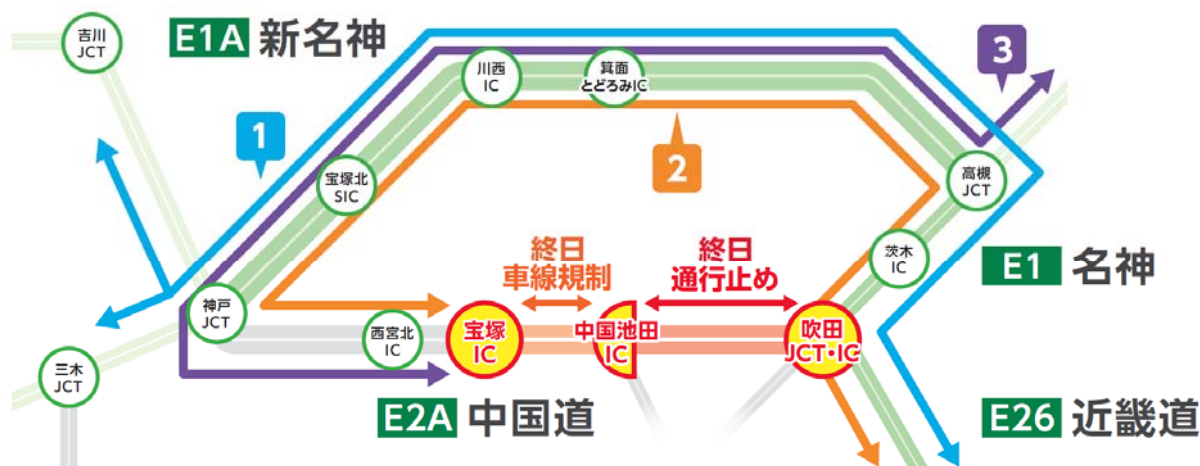 吉川
JCT
E1A 新名神
川西
IC
箕面
とどろみIC
3
1
2
宝塚北
SIC
高槻
JCT
茨木
IC
E1 名神
終日
車線規制
終日
通行止め
神戸
JCT
西宮北
IC
宝塚
IC
中国池田
IC
吹田
JCT・IC
三木
JCT
E2A 中国道
E26 近畿道